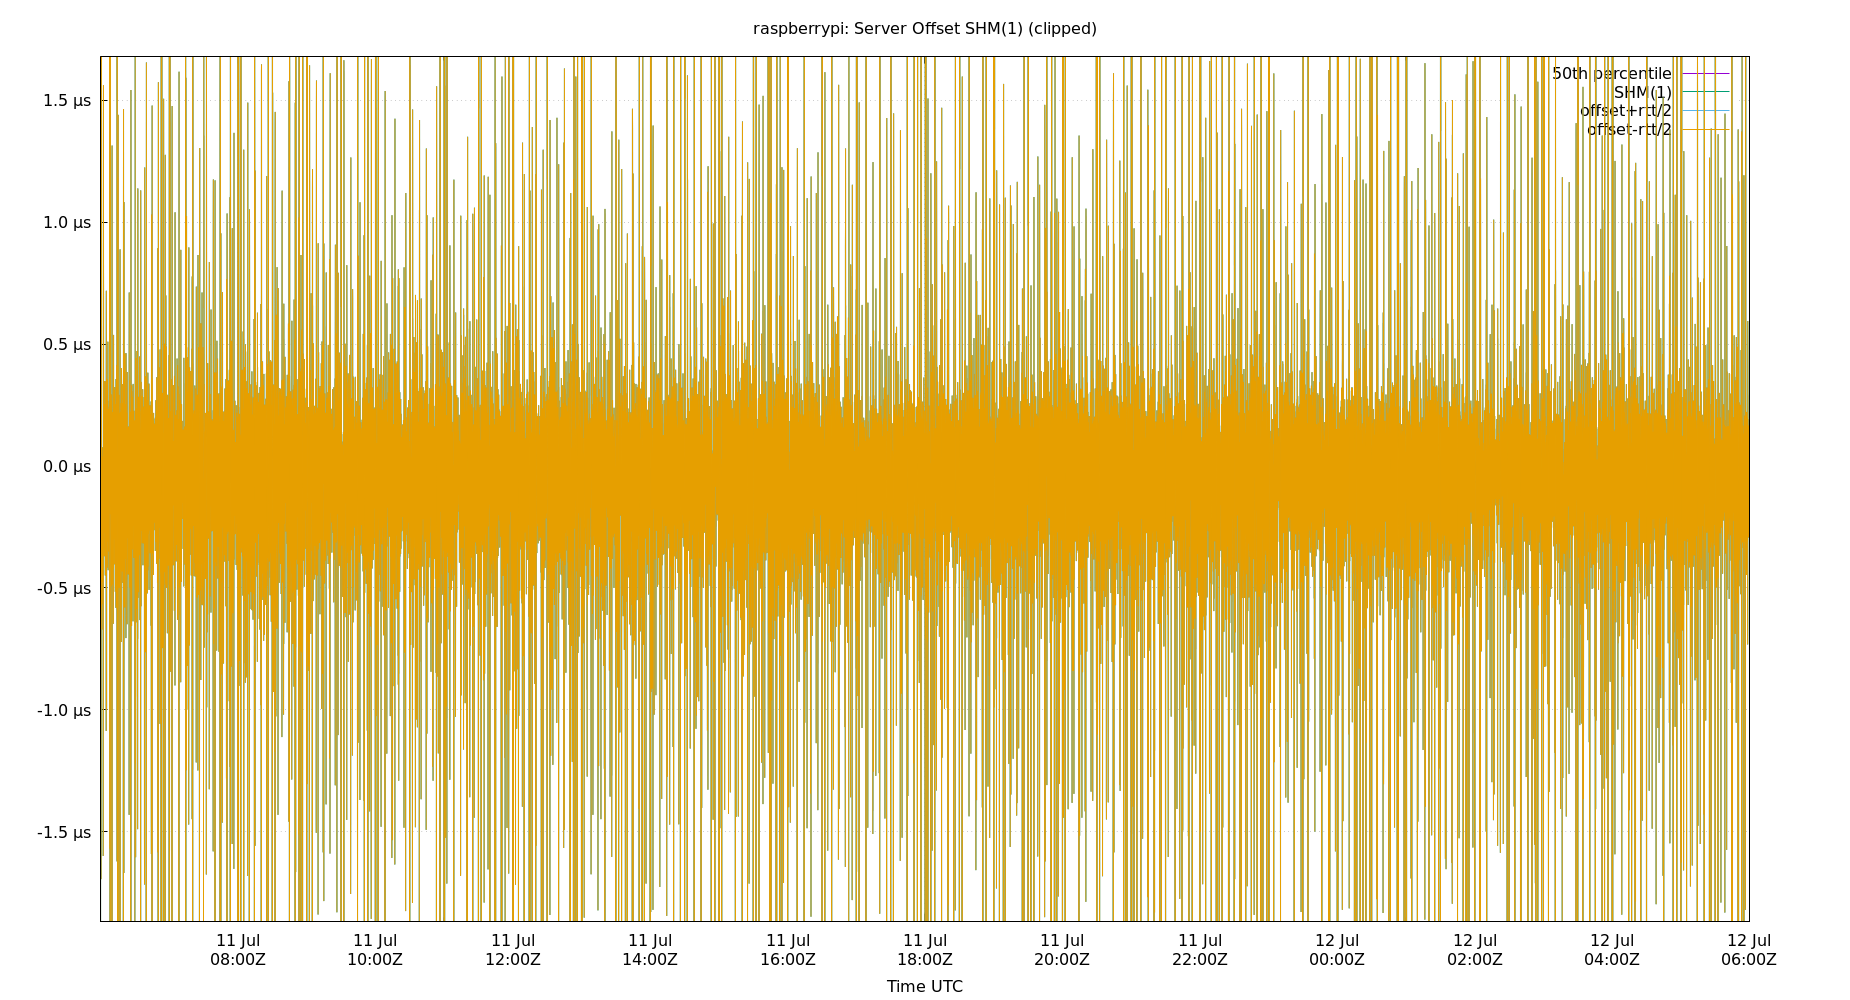 raspberrypi: Server Offset SHM(1) (clipped)
50th percentile
SHM(1)
offset+rtt/2
offset-rtt/2
1.5 µs
1.0 µs
0.5 µs
0.0 µs
-0.5 µs
-1.0 µs
-1.5 µs
11 Jul 11 Jul 11 Jul 11 Jul 11 Jul 11 Jul 11 Jul 11 Jul 12 Jul 12 Jul 12 Jul 12 Jul
08:00Z 10:00Z 12:00Z 14:00Z 16:00Z 18:00Z 20:00Z 22:00Z 00:00Z 02:00Z 04:00Z 06:00Z
Time UTC